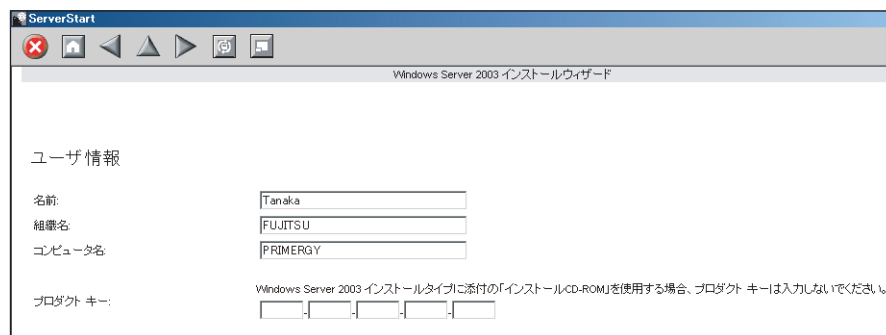 ServerStart
Windows Server 2003 インストールウィザード
ユーザ情報
名前: Tanaka
組織名: FUJITSU
コンピュータ名: PRIMERGY
Windows Server 2003 インストールタイプに添付の「インストールCD-ROM」を使用する場合、プロダクト キーは入力しないでください。
プロダクト キー: - - - -